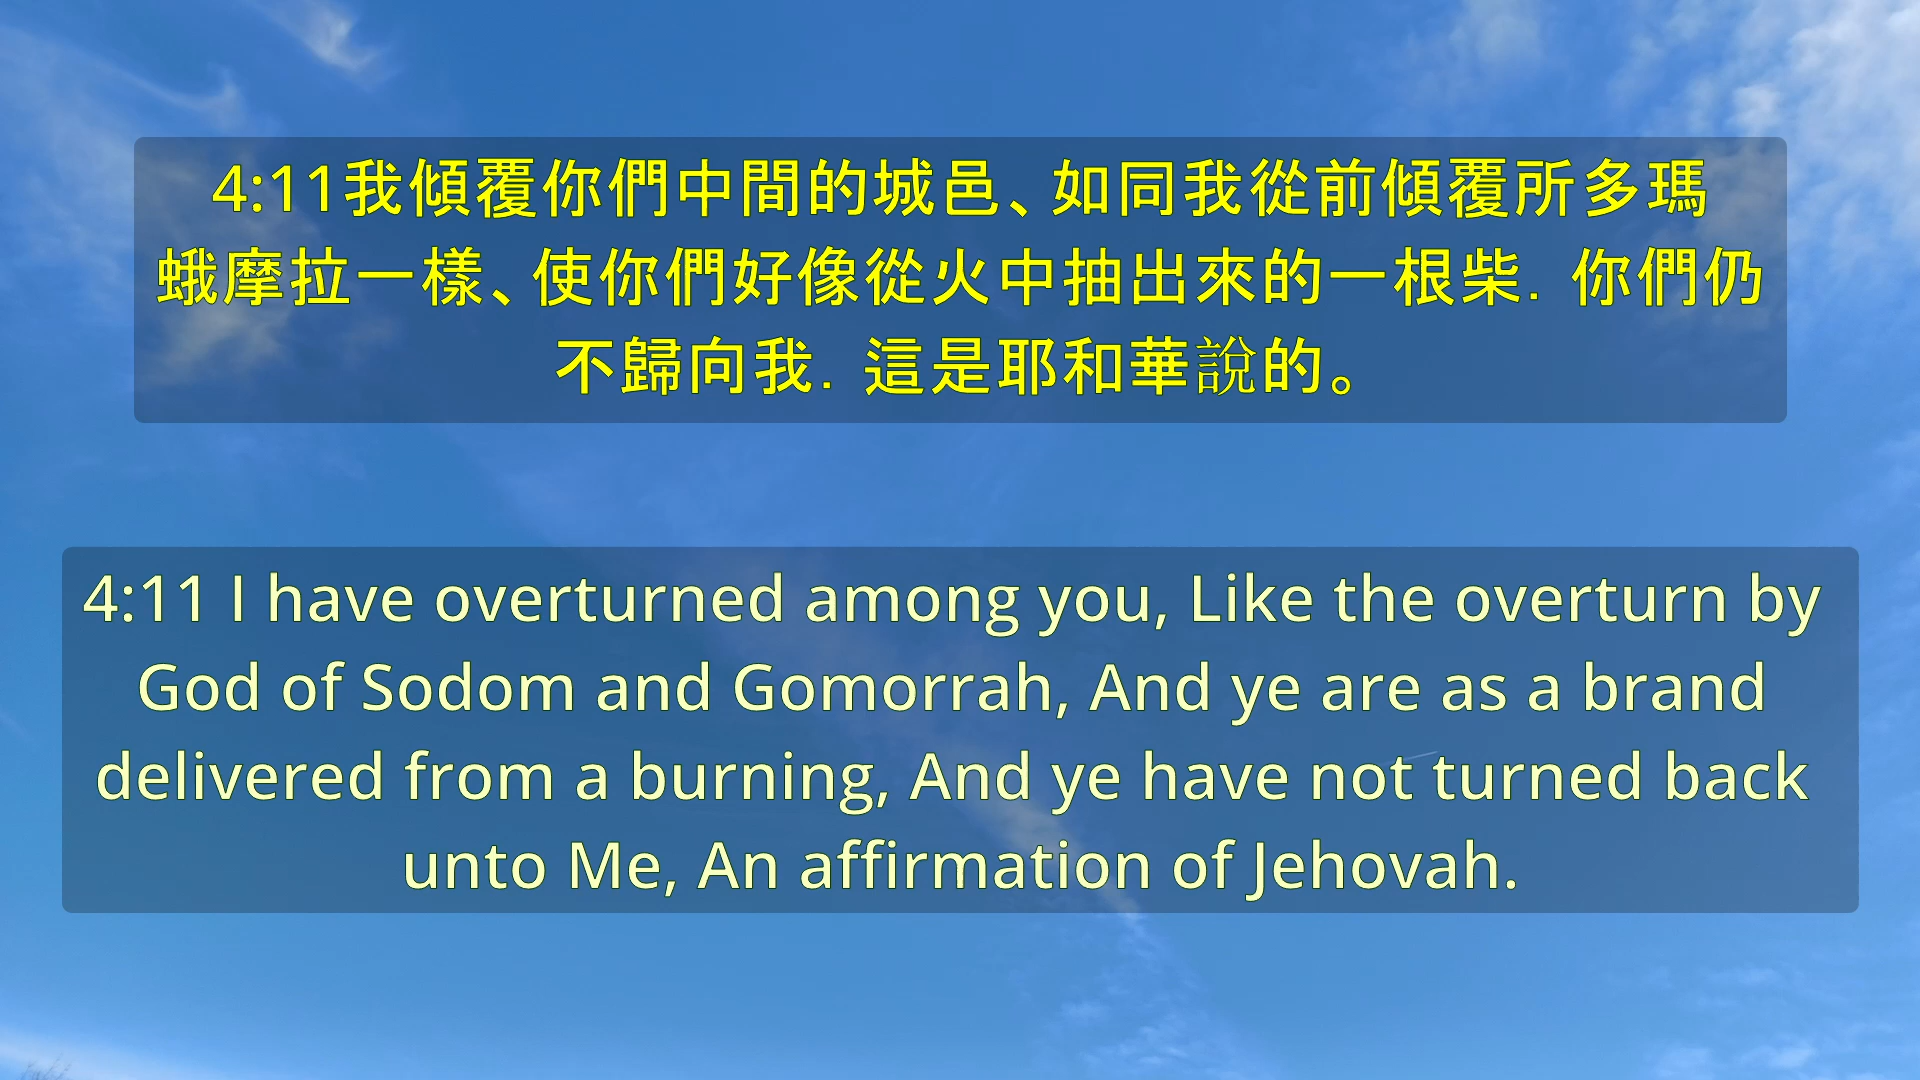 4:11我傾覆你們中間的城邑、如同我從前傾覆所多瑪
蛾摩拉一樣、使你們好像從火中抽出來的一根柴．你們仍
不歸向我．這是耶和華說的。
4:11 I have overturned among you, Like the overturn by
God of Sodom and Gomorrah, And ye are as a brand
delivered from a burning, And ye have not turned back
unto Me, An affirmation of Jehovah.